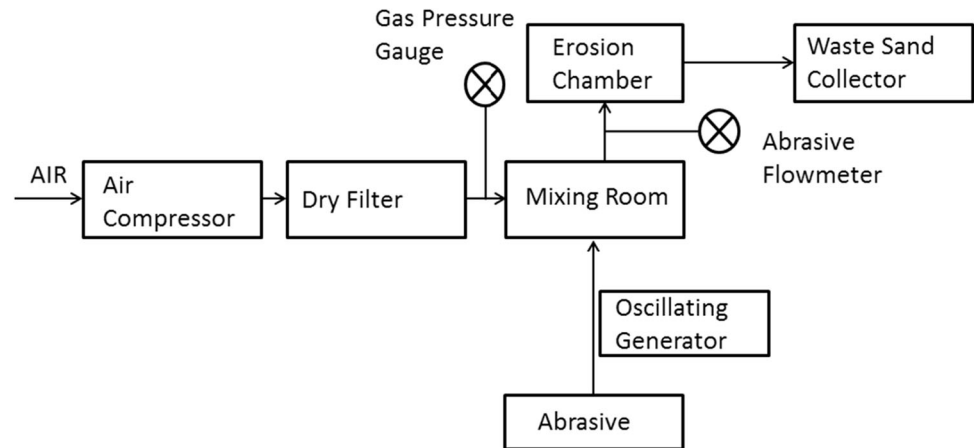 Gas Pressure
Gauge
Erosion
Chamber
Waste Sand
Collector
Abrasive
Flowmeter
AIR
Air
Compressor
Dry Filter
Mixing Room
Oscillating
Generator
Abrasive